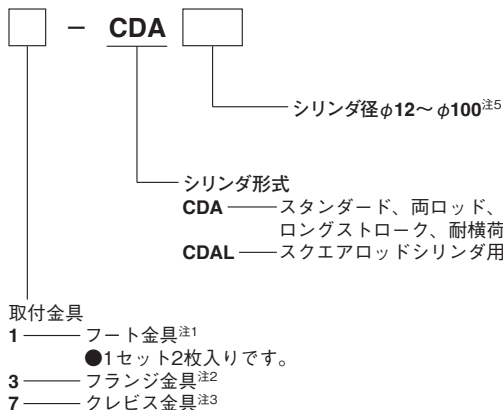 − CDA
シリンダ径φ12～φ100注5
シリンダ形式
CDA ── スタンダード、両ロッド、
ロングストローク、耐横荷
CDAL ── スクエアロッドシリンダ用
取付金具
1 ── フート金具注1
●1セット2枚入りです。
3 ── フランジ金具注2
7 ── クレビス金具注3